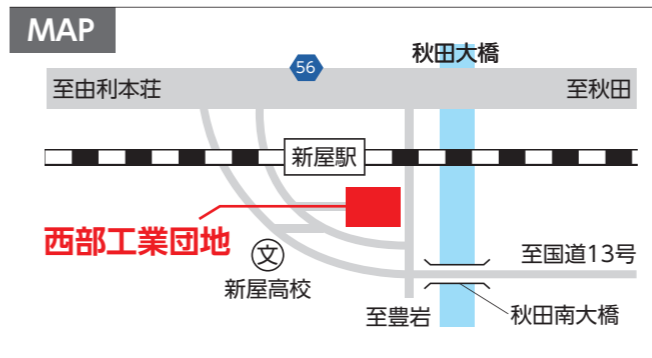 MAP
秋田大橋
56
至由利本荘
至秋田
新屋駅
西部工業団地
文
新屋高校
至国道13号
至豊岩
秋田南大橋